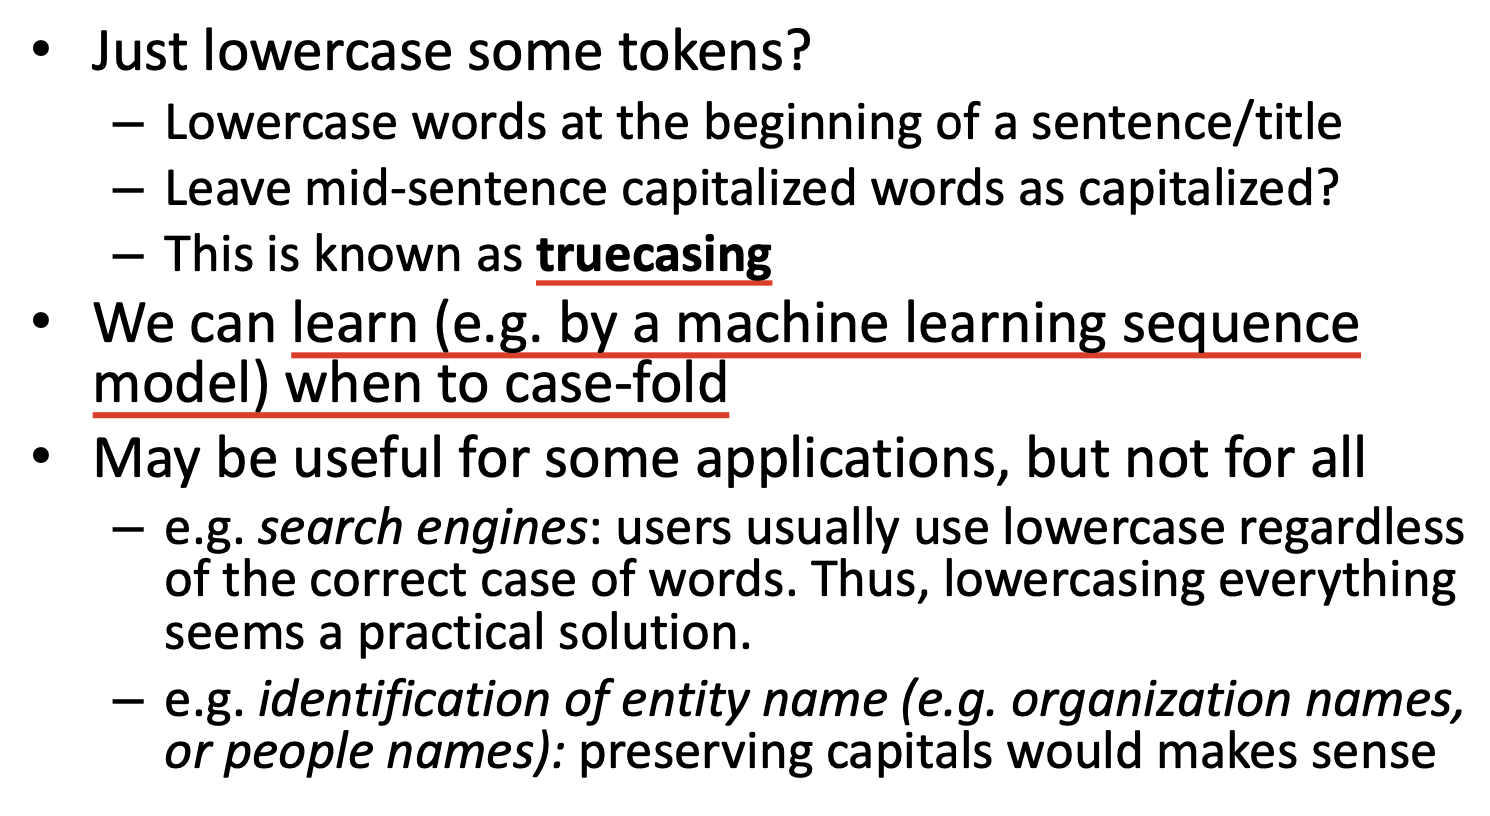 • Just lowercase some tokens?
– Lowercase words at the beginning of a sentence/title
– Leave mid-sentence capitalized words as capitalized?
– This is known as truecasing
• We can learn (e.g. by a machine learning sequence
model) when to case-fold
• May be useful for some applications, but not for all
– e.g. search engines: users usually use lowercase regardless
of the correct case of words. Thus, lowercasing everything
seems a practical solution.
– e.g. identification of entity name (e.g. organization names,
or people names): preserving capitals would makes sense